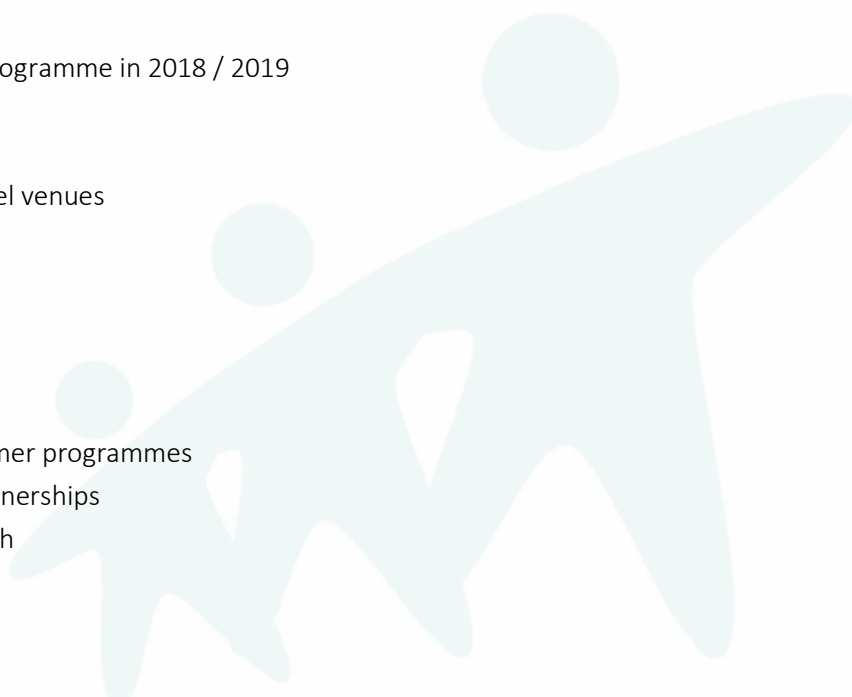 ogramme in 2018 / 2019
el venues
ner programmes
nerships
h